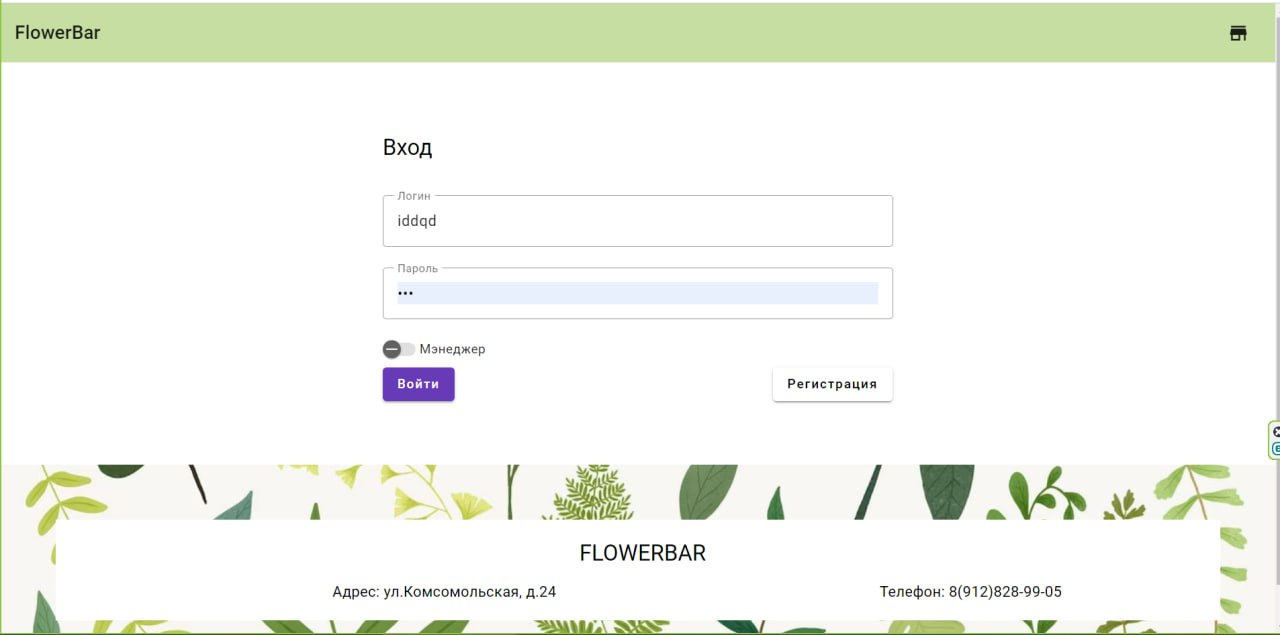 FlowerBar
Вход
Логин
iddqd
Пароль
•••
Мэнеджер
Войти
Регистрация
FLOWERBAR
Адрес: ул.Комсомольская, д.24
Телефон: 8(912)828-99-05